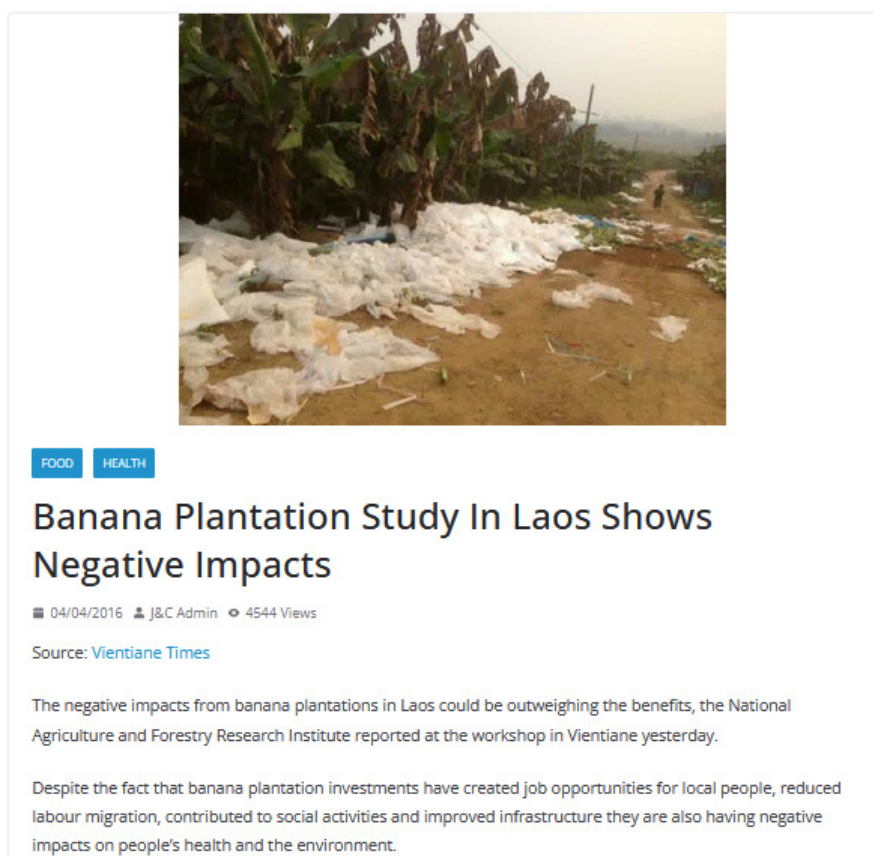 FOOD HEALTH
Banana Plantation Study In Laos Shows
Negative Impacts
04/04/2016 J&C Admin 4544 Views
Source: Vientiane Times
The negative impacts from banana plantations in Laos could be outweighing the benefits, the National
Agriculture and Forestry Research Institute reported at the workshop in Vientiane yesterday.
Despite the fact that banana plantation investments have created job opportunities for local people, reduced
labour migration, contributed to social activities and improved infrastructure they are also having negative
impacts on people's health and the environment.